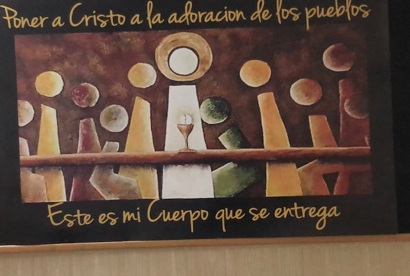 Poner a Cristo a la adoracion de los pueblos
Este es mi Cuerpo que se entrega